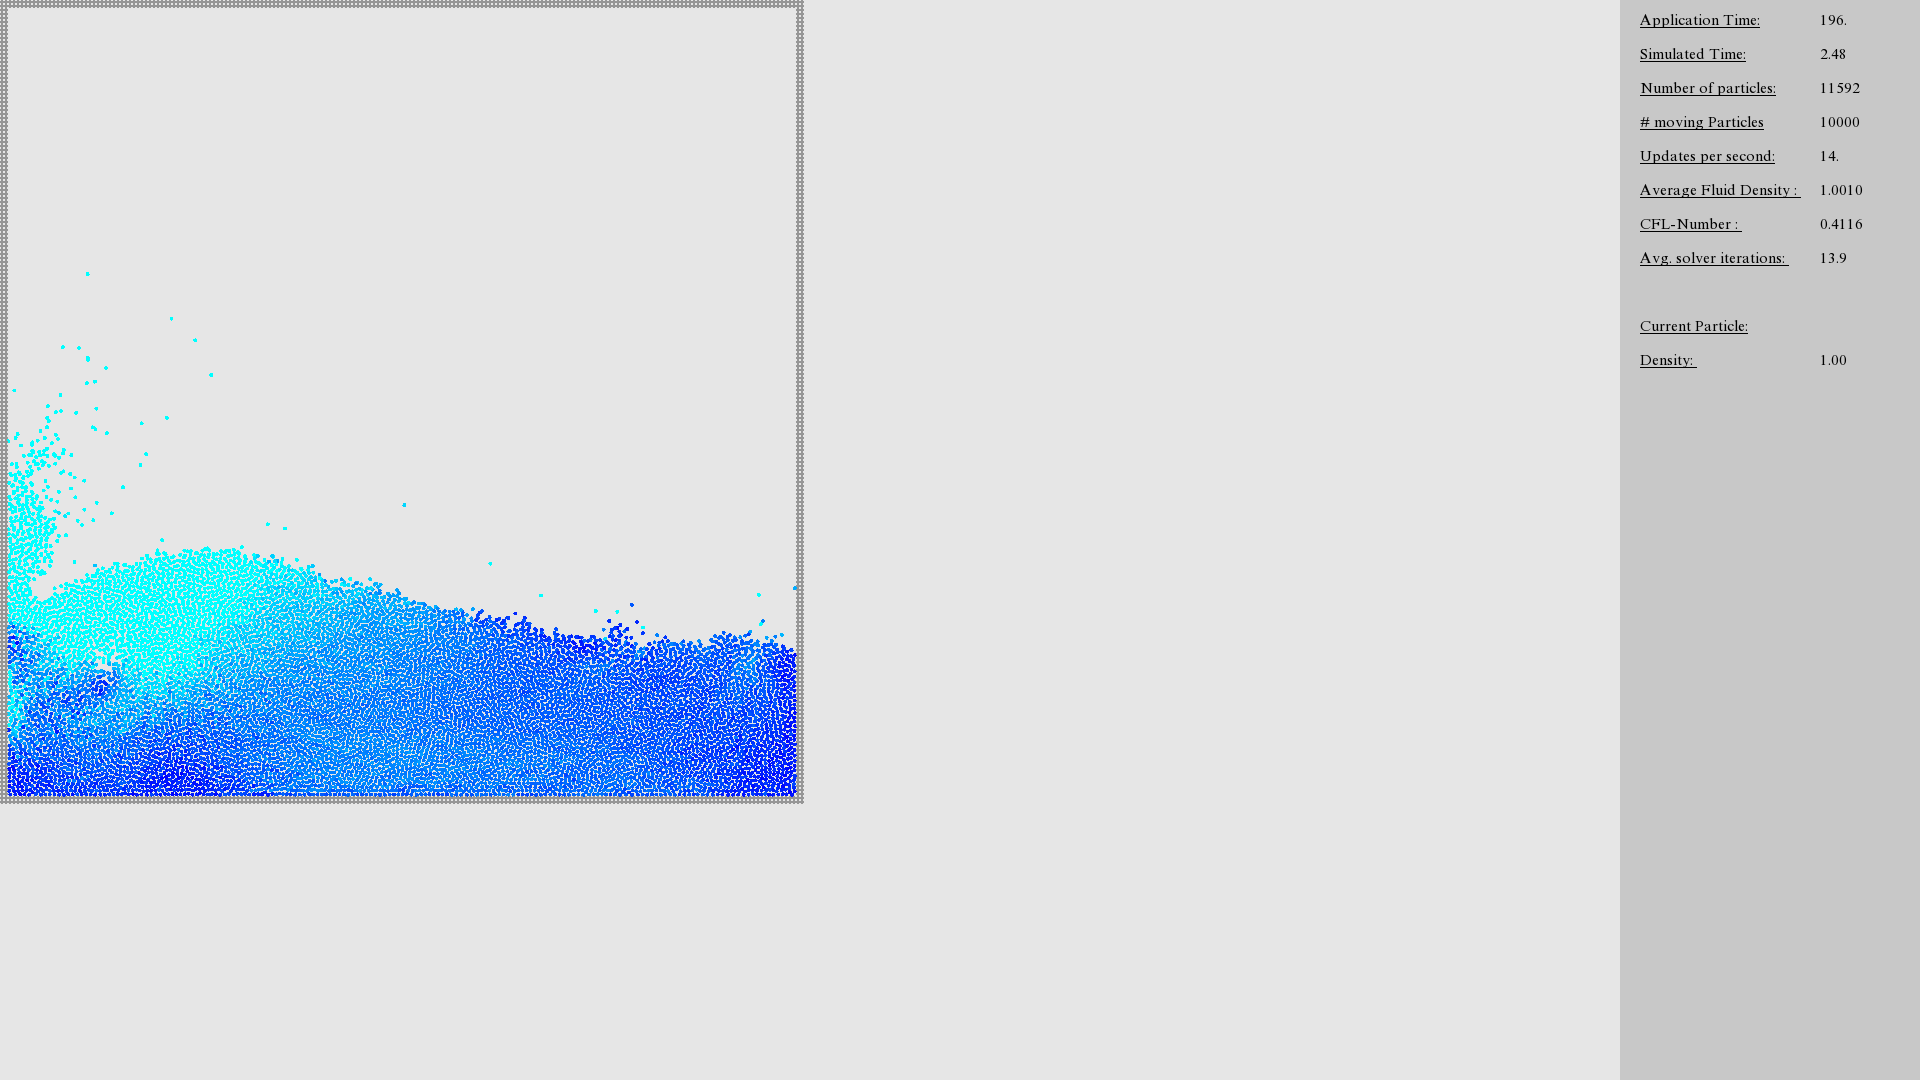 Application Time: 196.
Simulated Time: 2.48
Number of particles: 11592
# moving Particles 10000
Updates per second: 14.
Average Fluid Density : 1.0010
CFL-Number : 0.4116
Avg. solver iterations: 13.9
Current Particle:
Density: 1.00